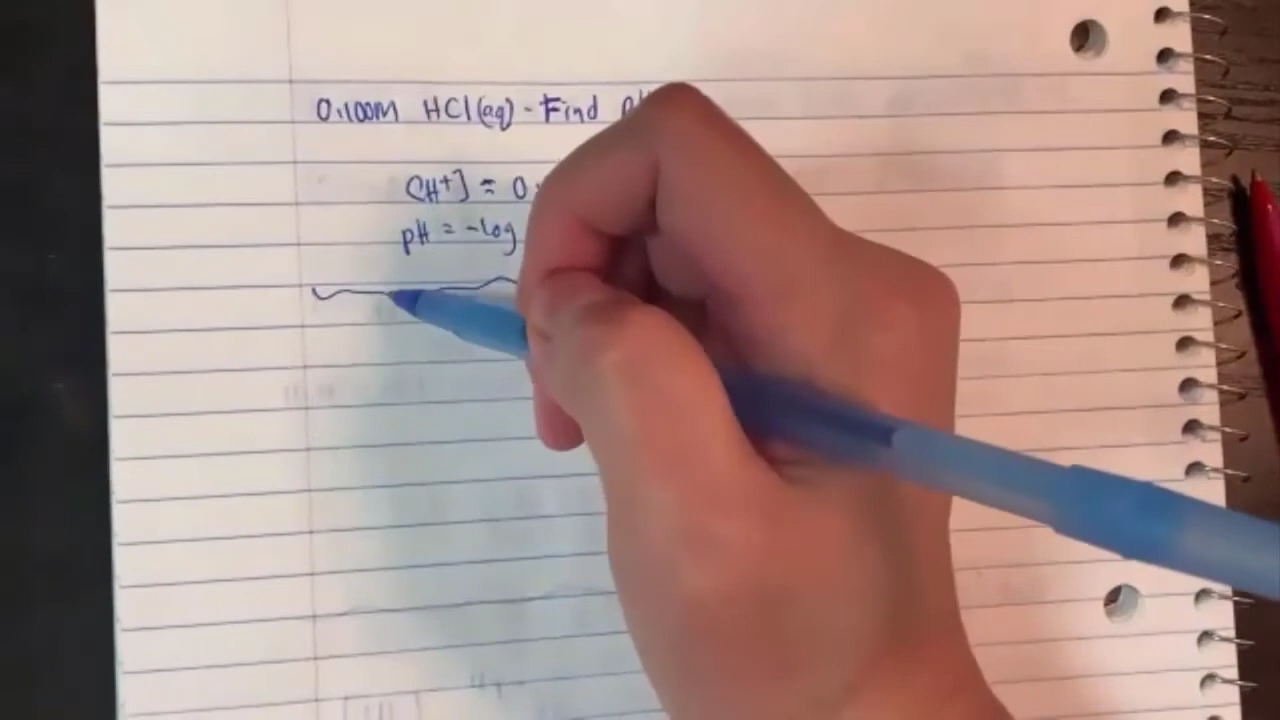 0.100M HCl(aq) - Find
[H+] ≈ 0.
pH = -log